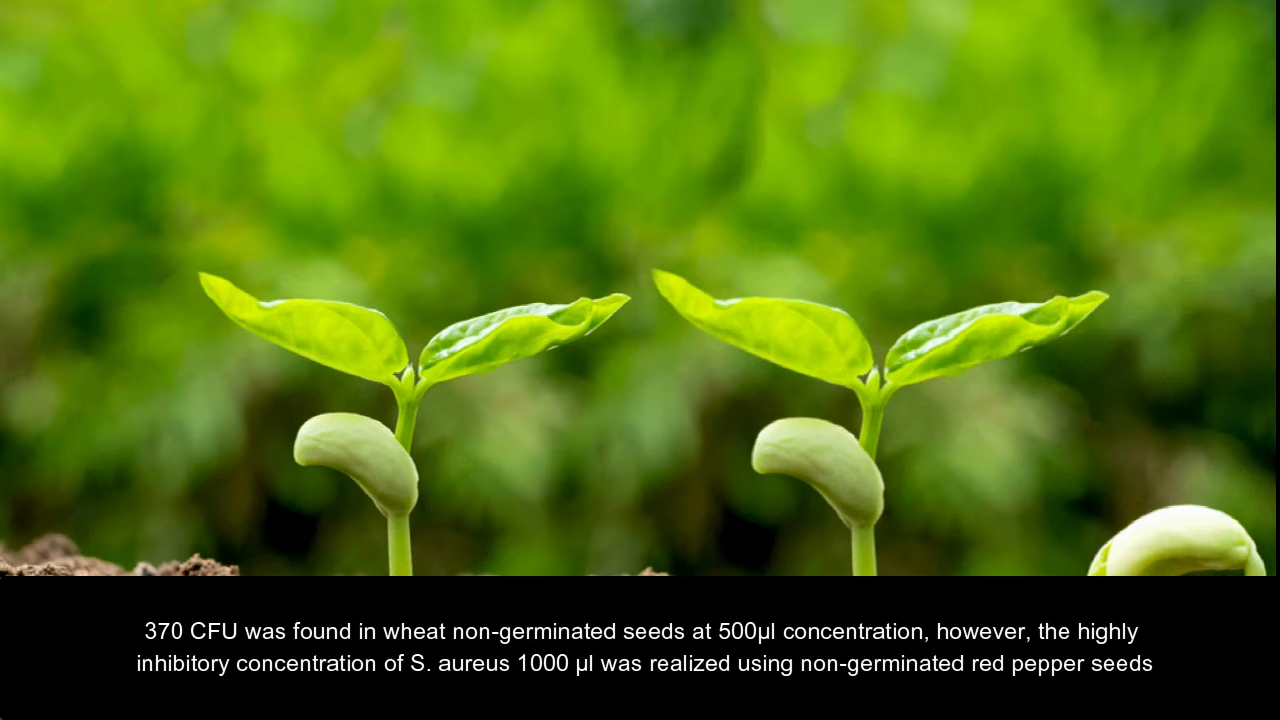 370 CFU was found in wheat non-germinated seeds at 500µl concentration, however, the highly
inhibitory concentration of S. aureus 1000 µl was realized using non-germinated red pepper seeds